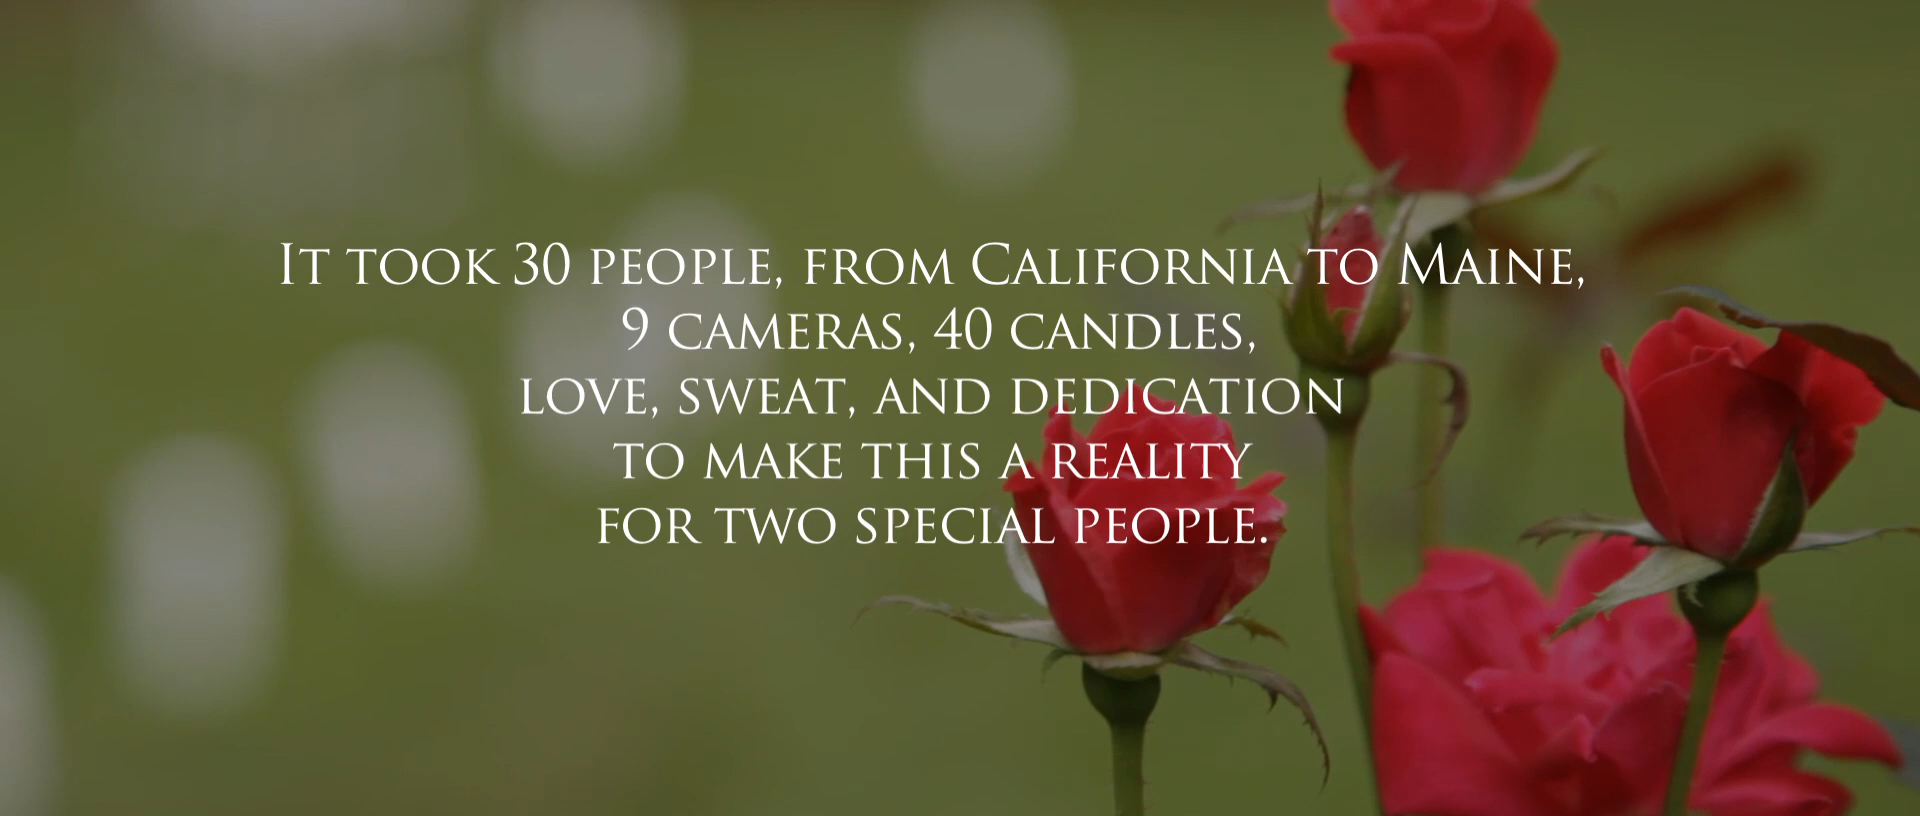 It took 30 people, from California to Maine,
9 cameras, 40 candles,
love, sweat, and dedication
to make this a reality
for two special people.